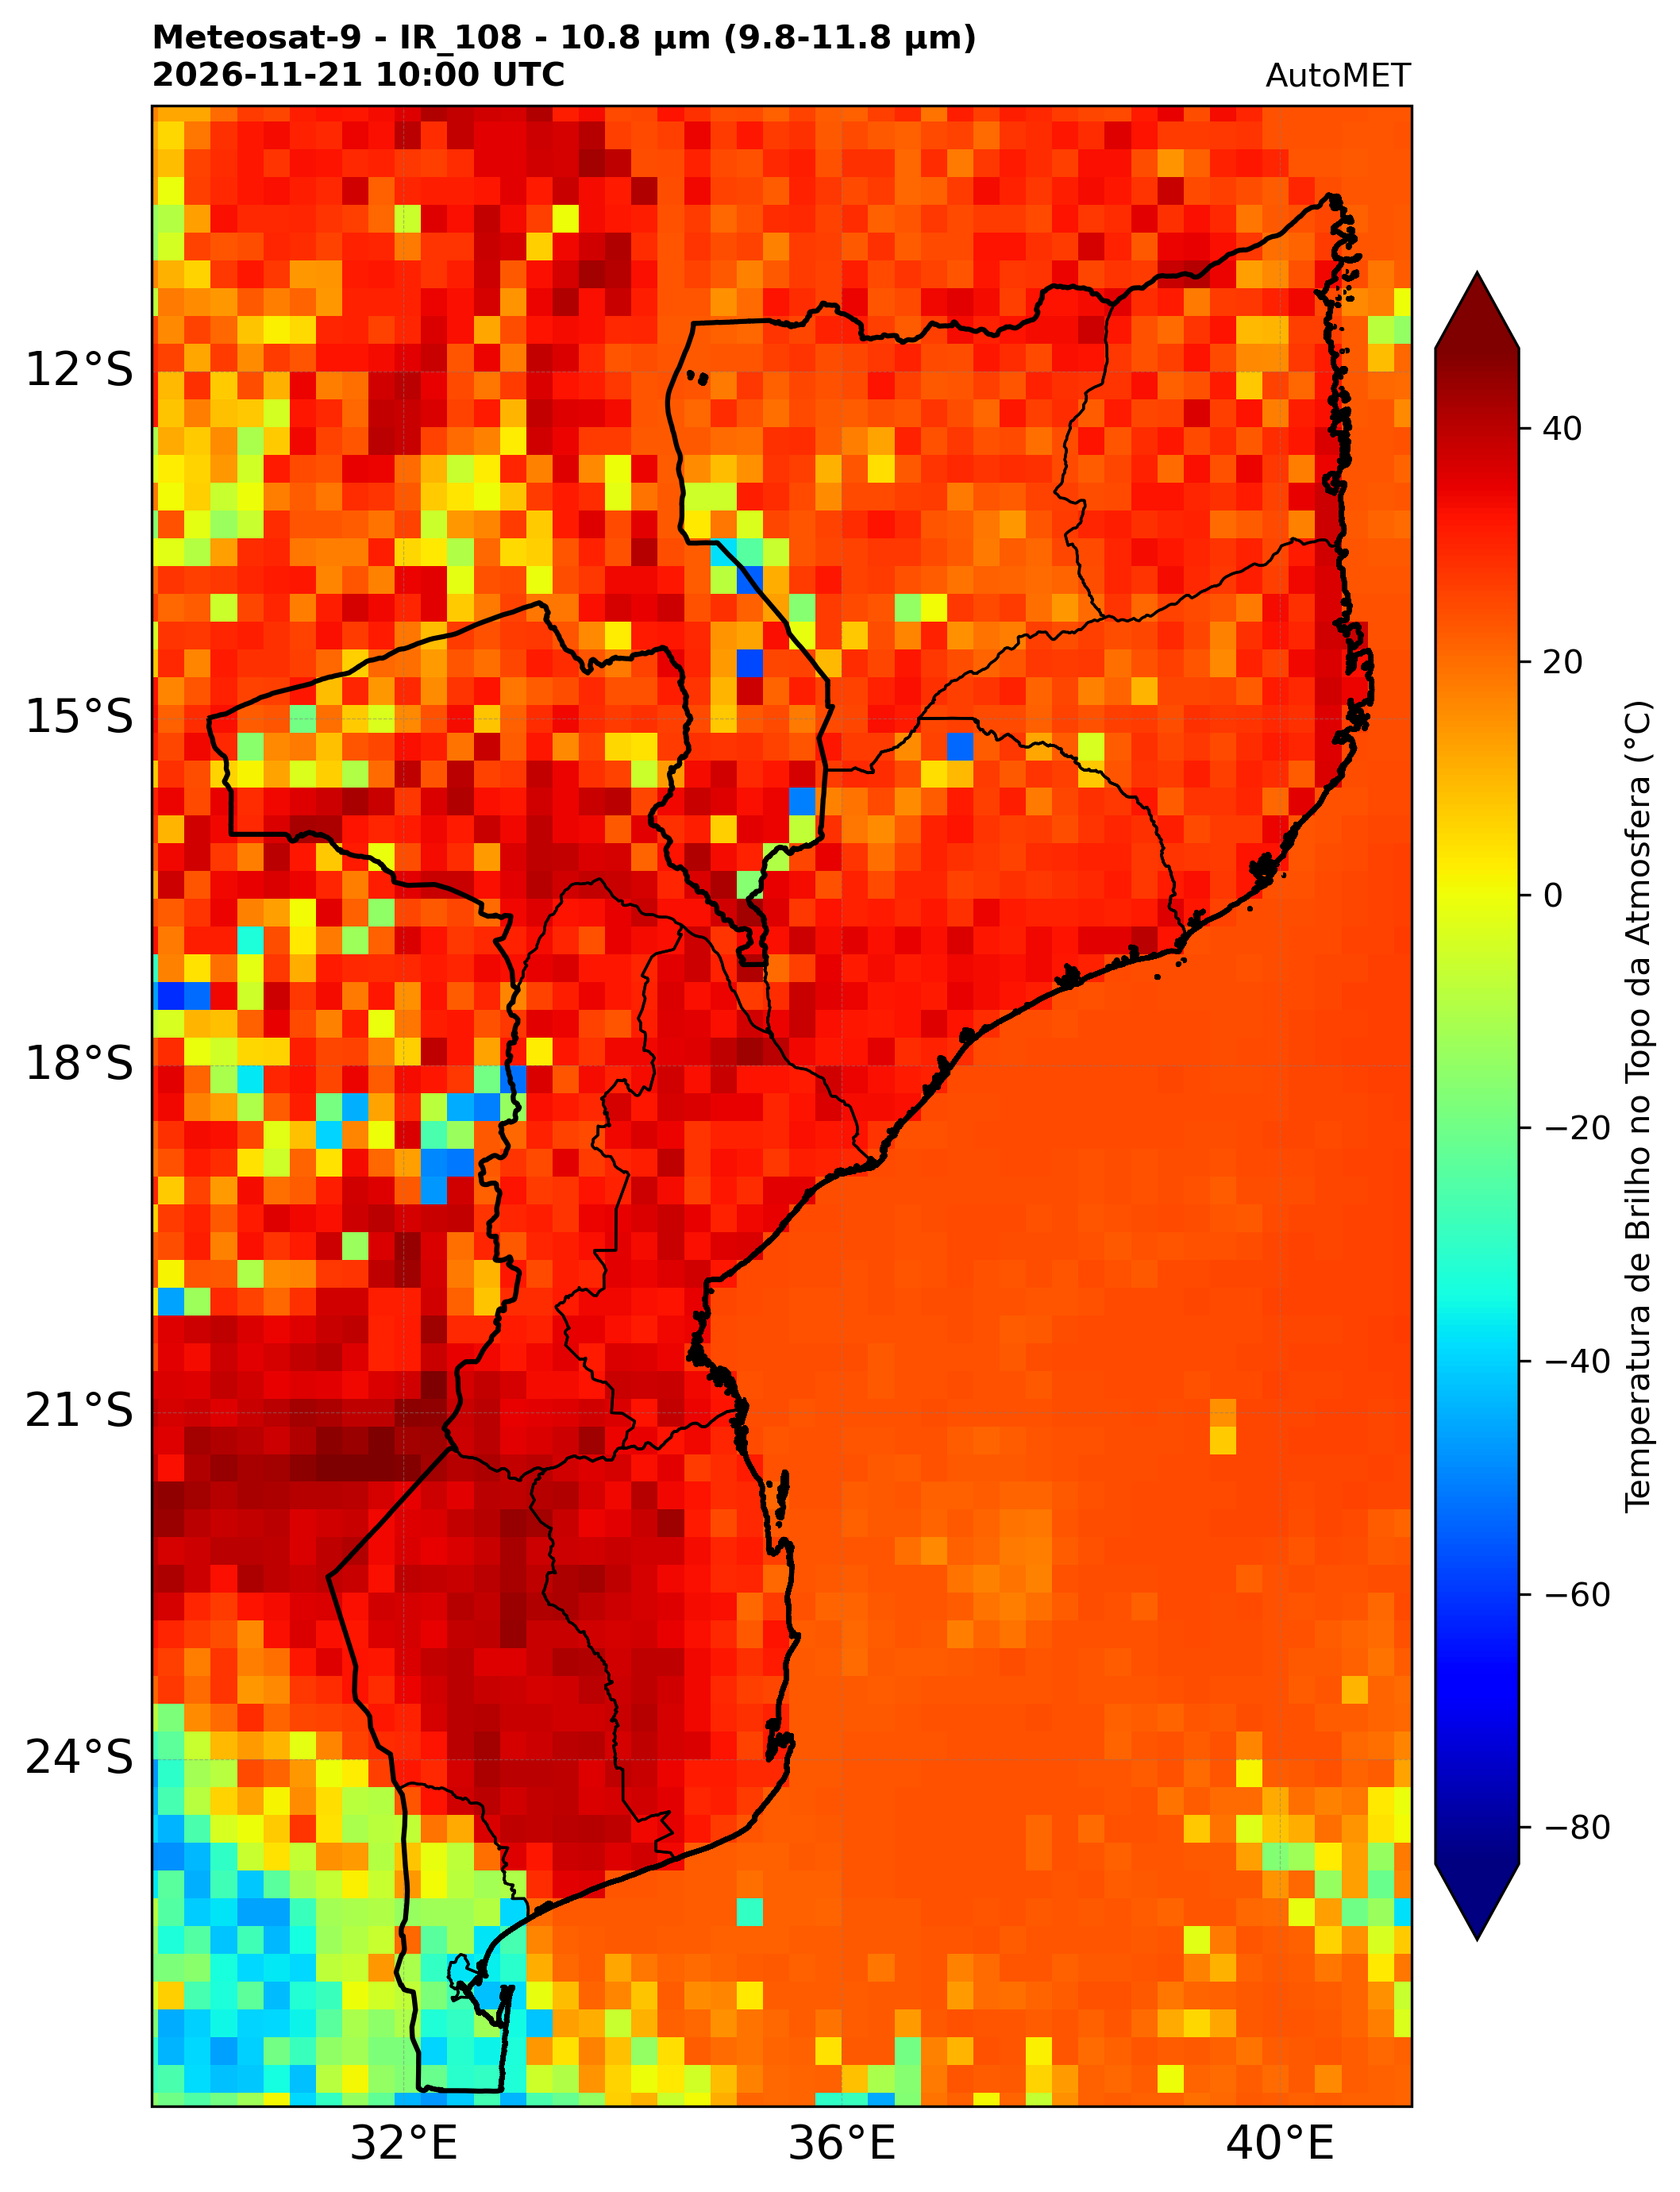 Meteosat-9 - IR_108 - 10.8 µm (9.8-11.8 µm)
2026-11-21 10:00 UTC
AutoMET
12°S
15°S
18°S
21°S
24°S
32°E
36°E
40°E
40
20
0
−20
−40
−60
−80
Temperatura de Brilho no Topo da Atmosfera (°C)